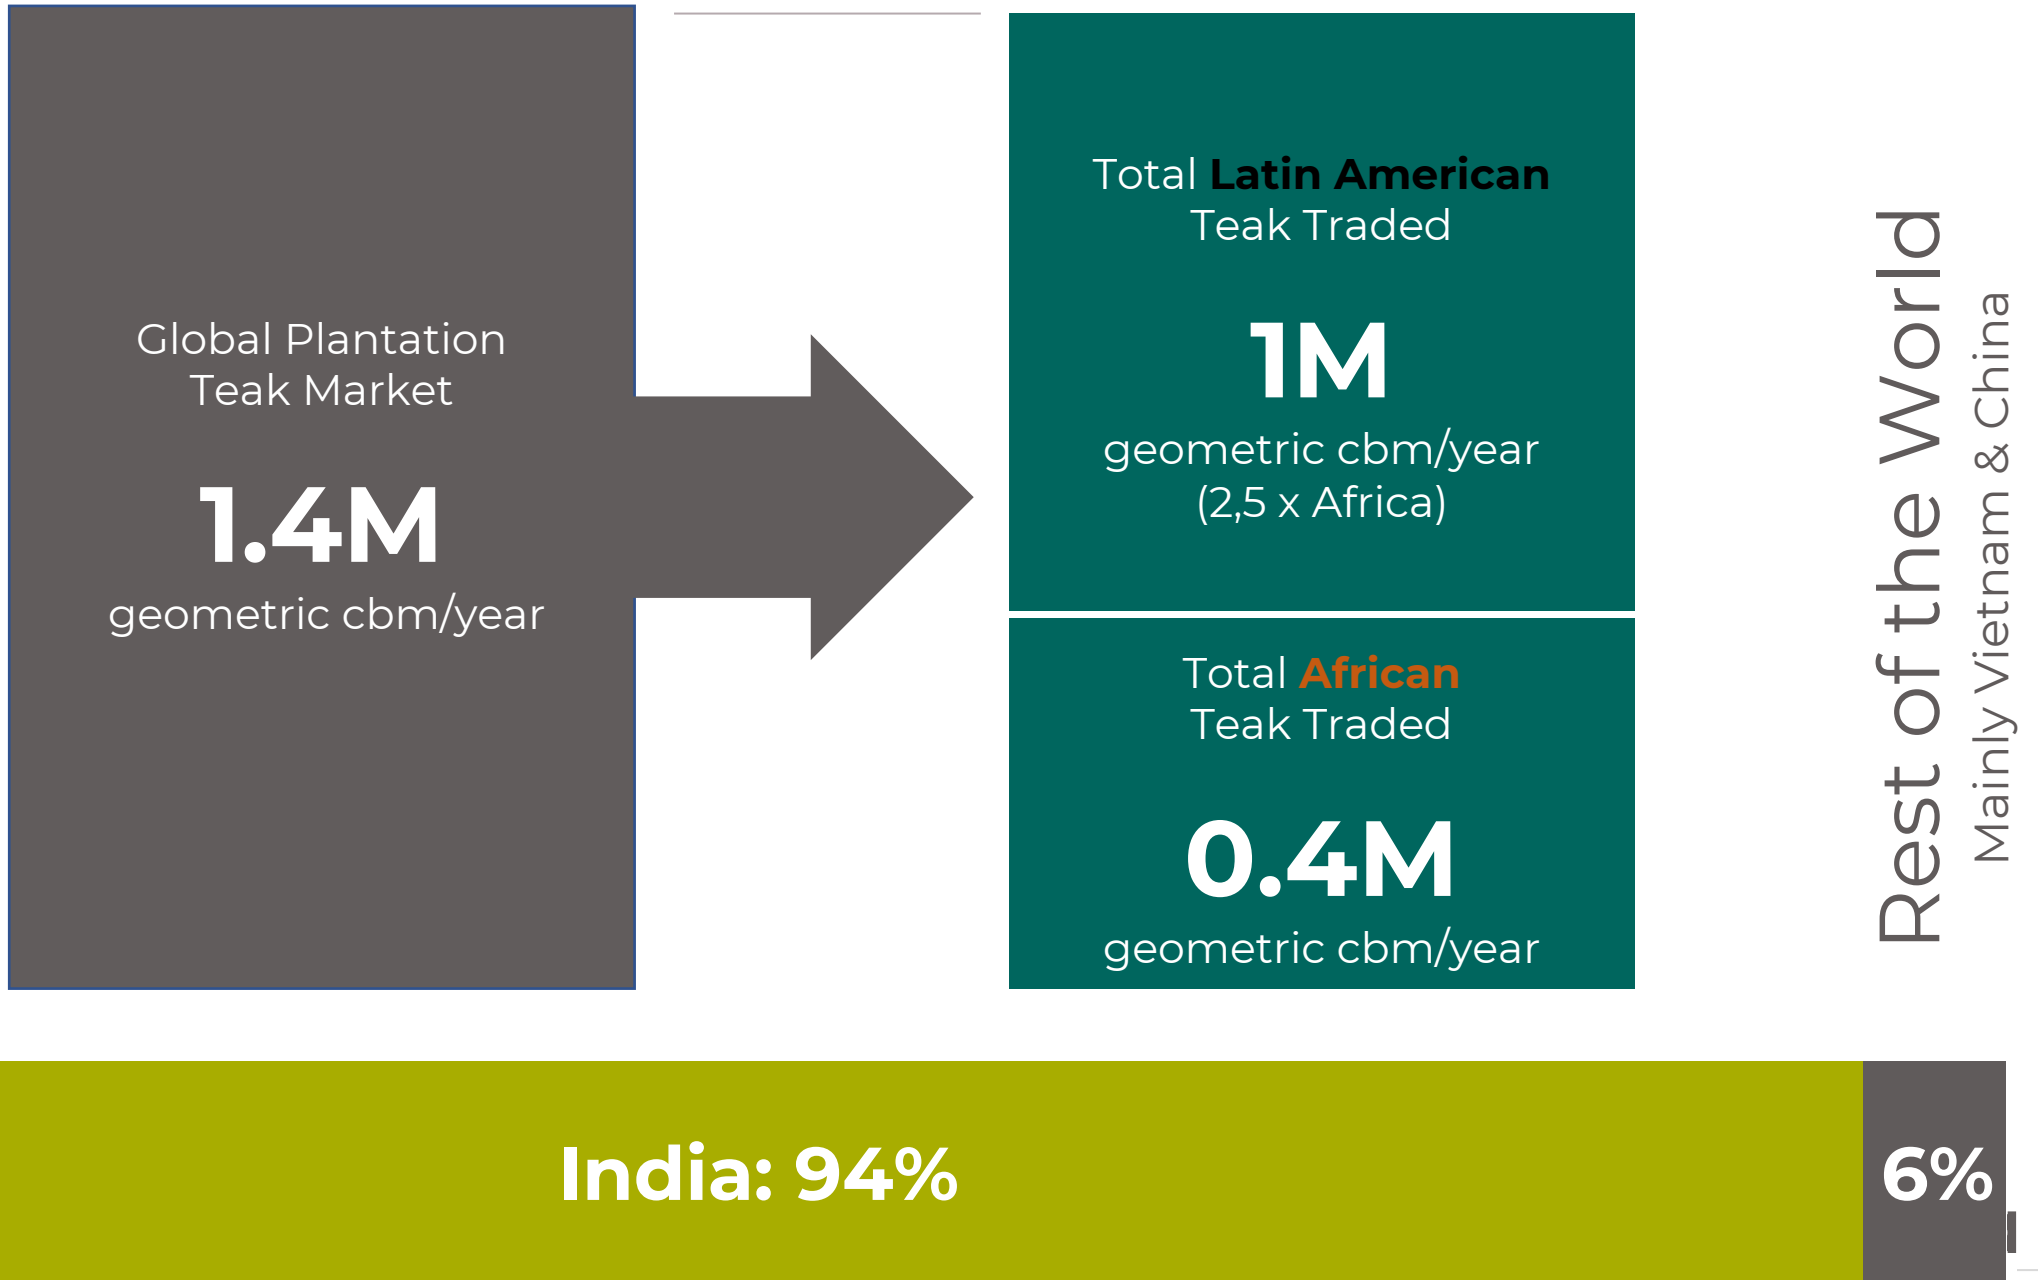 Global Plantation
Teak Market
1.4M
geometric cbm/year
Total Latin American
Teak Traded
1M
geometric cbm/year
(2,5 x Africa)
Total African
Teak Traded
0.4M
geometric cbm/year
Rest of the World
Mainly Vietnam & China
India: 94%
6%